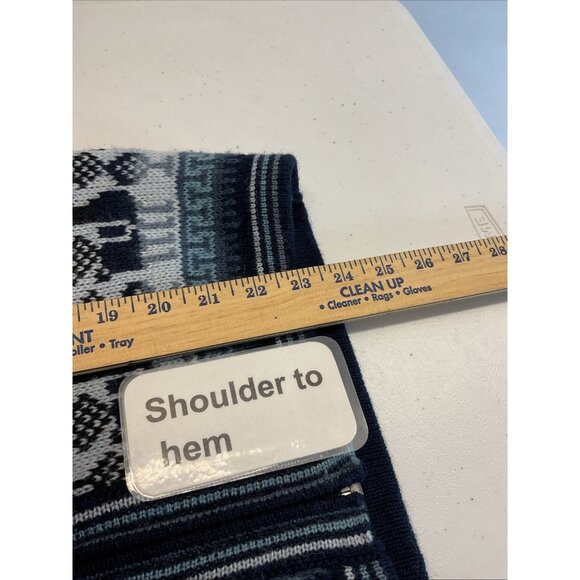 19 20 21 22 23 24 25 26 27 28
NT CLEAN UP
oller • Tray • Cleaner • Rags • Gloves
Shoulder to
hem